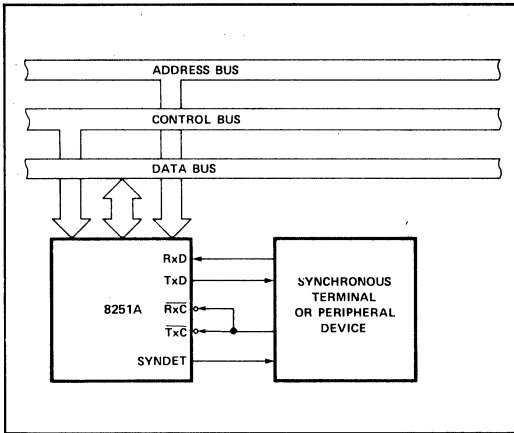 ADDRESS BUS
CONTROL BUS
DATA BUS
RxD
TxD
8251A
RxC
TxC
SYNDET
SYNCHRONOUS
TERMINAL
OR PERIPHERAL
DEVICE